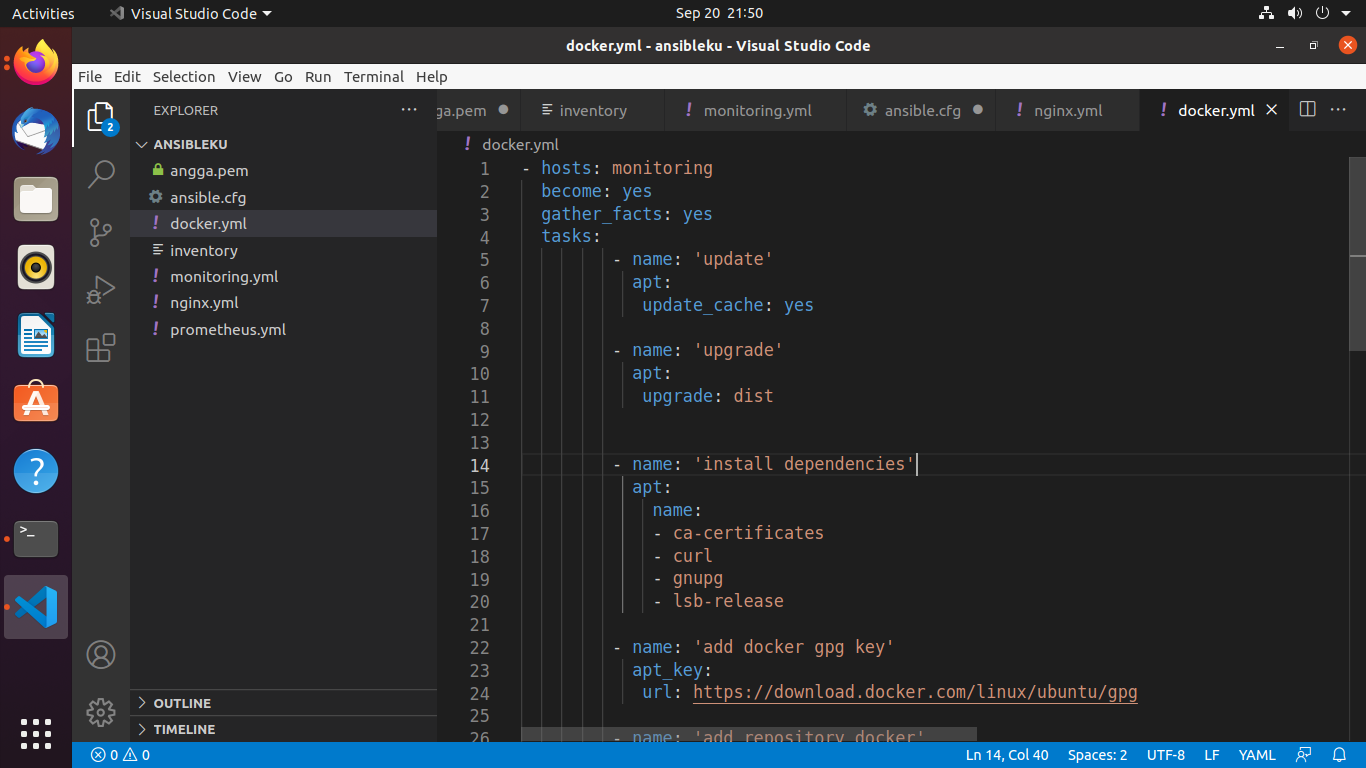 Activities Visual Studio Code Sep 20 21:50
docker.yml - ansibleku - Visual Studio Code
File Edit Selection View Go Run Terminal Help
EXPLORER ga.pem inventory monitoring.yml ansible.cfg nginx.yml docker.yml
2
ANSIBLEKU
angga.pem
ansible.cfg
docker.yml
inventory
monitoring.yml
nginx.yml
prometheus.yml
OUTLINE
TIMELINE
docker.yml
1 - hosts: monitoring
2 become: yes
3 gather_facts: yes
4 tasks:
5 - name: 'update'
6 apt:
7 update_cache: yes
8
9 - name: 'upgrade'
10 apt:
11 upgrade: dist
12
13
14 - name: 'install dependencies'
15 apt:
16 name:
17 - ca-certificates
18 - curl
19 - gnupg
20 - lsb-release
21
22 - name: 'add docker gpg key'
23 apt_key:
24 url: https://download.docker.com/linux/ubuntu/gpg
25
26 - name: 'add repository docker'
0 0 Ln 14, Col 40 Spaces: 2 UTF-8 LF YAML